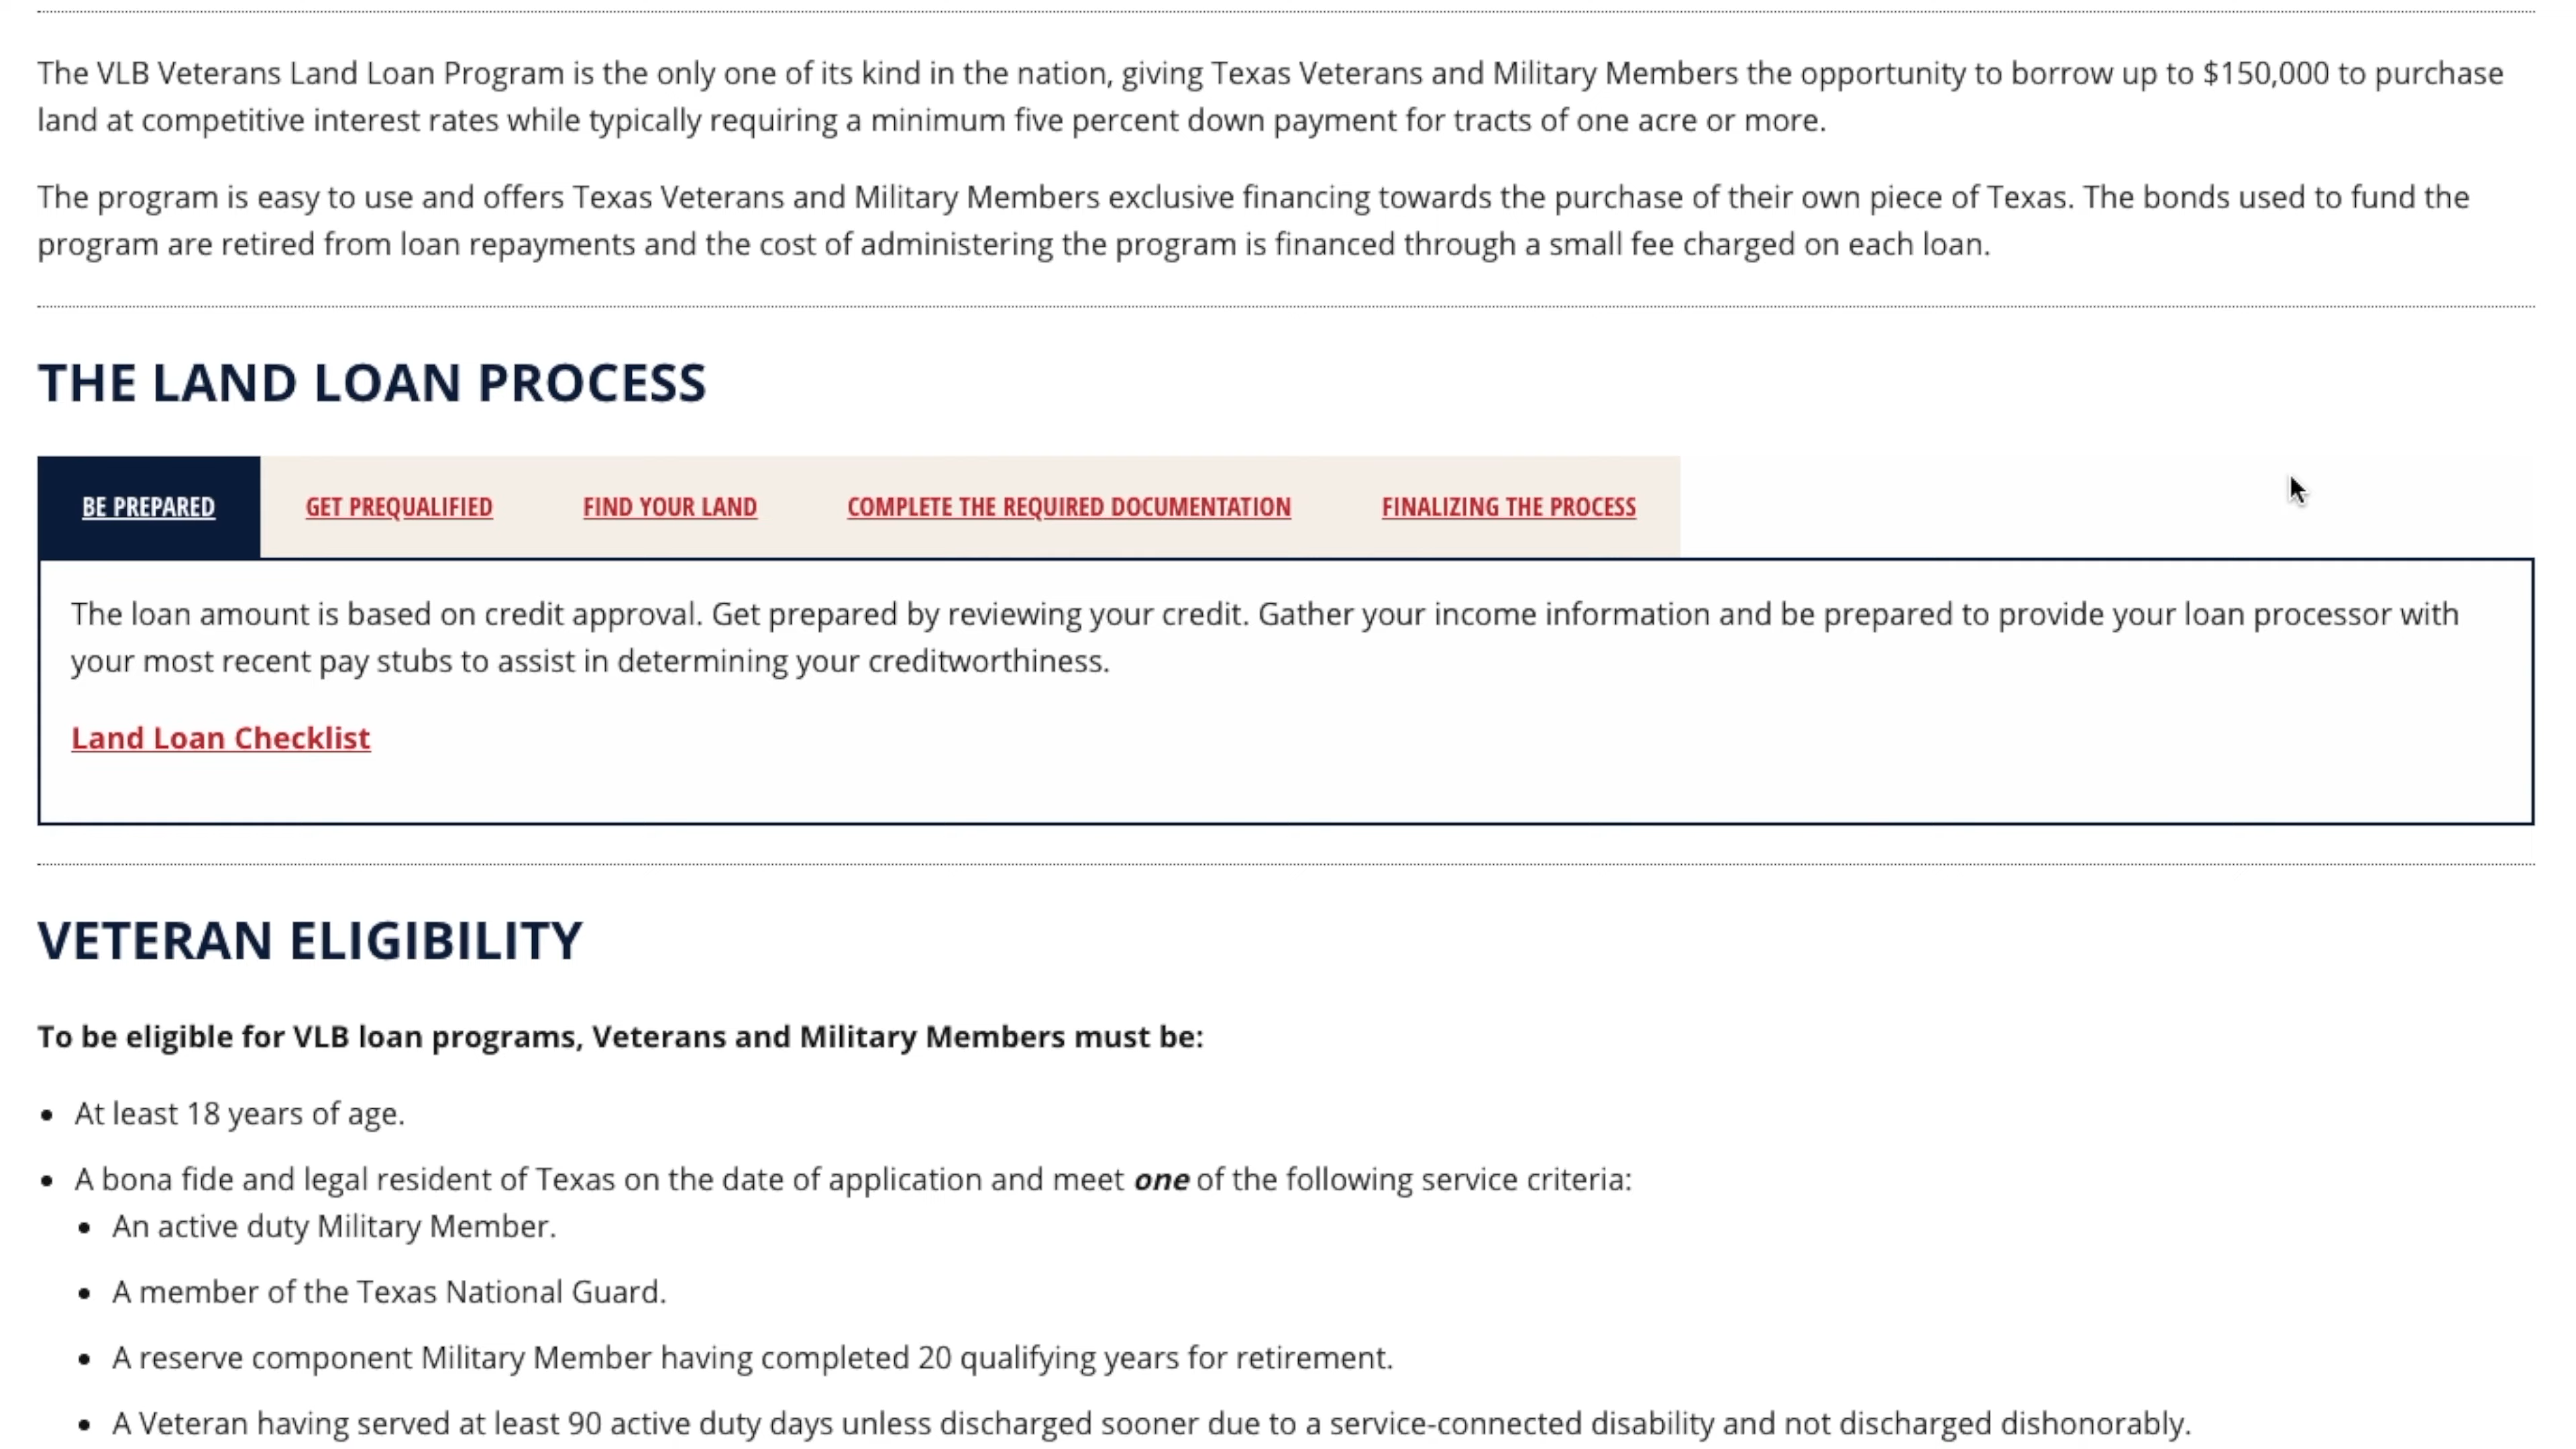 The VLB Veterans Land Loan Program is the only one of its kind in the nation, giving Texas Veterans and Military Members the opportunity to borrow up to $150,000 to purchase
land at competitive interest rates while typically requiring a minimum five percent down payment for tracts of one acre or more.
The program is easy to use and offers Texas Veterans and Military Members exclusive financing towards the purchase of their own piece of Texas. The bonds used to fund the
program are retired from loan repayments and the cost of administering the program is financed through a small fee charged on each loan.
THE LAND LOAN PROCESS
BE PREPARED GET PREQUALIFIED FIND YOUR LAND COMPLETE THE REQUIRED DOCUMENTATION FINALIZING THE PROCESS
The loan amount is based on credit approval. Get prepared by reviewing your credit. Gather your income information and be prepared to provide your loan processor with
your most recent pay stubs to assist in determining your creditworthiness.
Land Loan Checklist
VETERAN ELIGIBILITY
To be eligible for VLB loan programs, Veterans and Military Members must be:
• At least 18 years of age.
• A bona fide and legal resident of Texas on the date of application and meet one of the following service criteria:
• An active duty Military Member.
• A member of the Texas National Guard.
• A reserve component Military Member having completed 20 qualifying years for retirement.
• A Veteran having served at least 90 active duty days unless discharged sooner due to a service-connected disability and not discharged dishonorably.